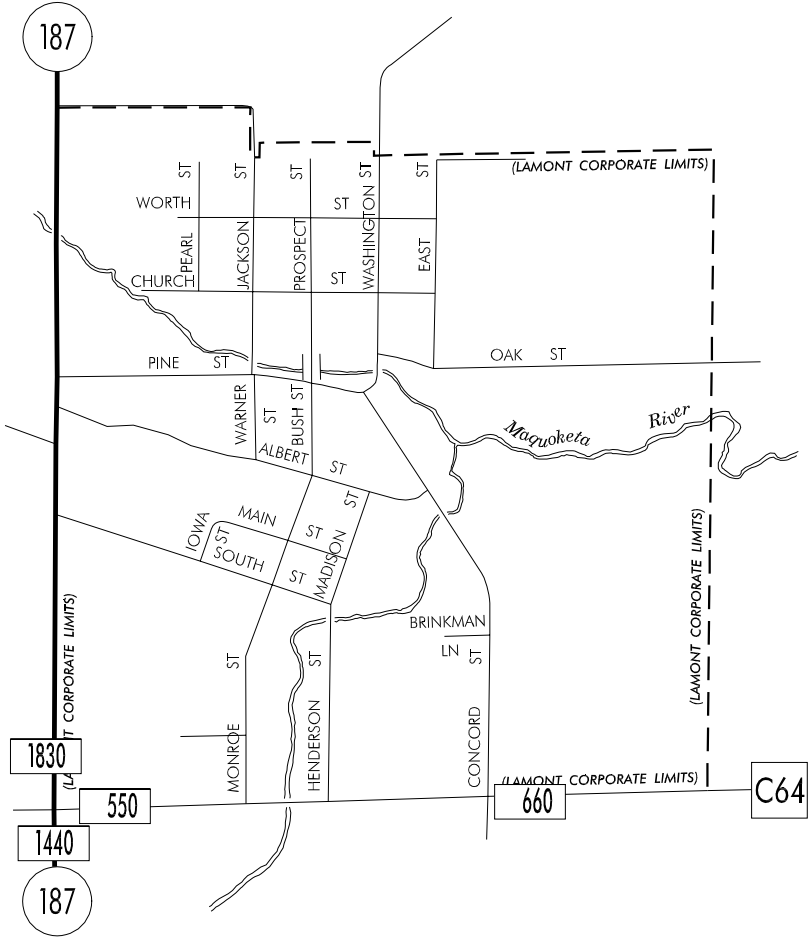 187
ST
ST
ST
ST
ST
(LAMONT CORPORATE LIMITS)
WORTH
ST
PEARL
JACKSON
PROSPECT
WASHINGTON
EAST
CHURCH
ST
PINE
ST
OAK
ST
WARNER
ST
BUSH ST
ALBERT
ST
Maquoketa
River
IOWA
ST
MAIN
ST
ST
MADISON
SOUTH
ST
(LAMONT CORPORATE LIMITS)
(LAMONT CORPORATE LIMITS)
BRINKMAN
LN
ST
ST
ST
MONROE
HENDERSON
CONCORD
1830
(LAMONT CORPORATE LIMITS)
550
660
C64
1440
187